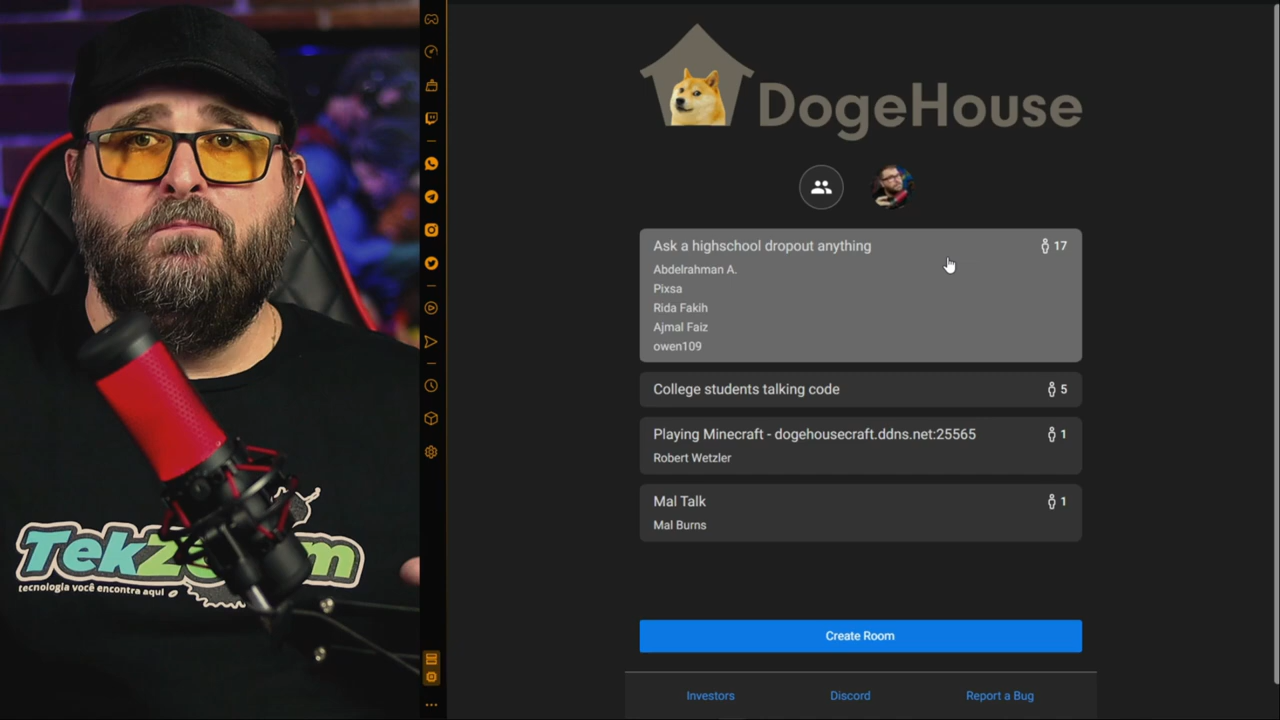 DogeHouse
Ask a highschool dropout anything
17
Abdelrahman A.
Pixsa
Rida Fakih
Ajmal Faiz
owen109
College students talking code
5
Playing Minecraft - dogehousecraft.ddns.net:25565
1
Robert Wetzler
Mal Talk
1
Mal Burns
Create Room
Investors
Discord
Report a Bug
tecnologia você encontra aqui